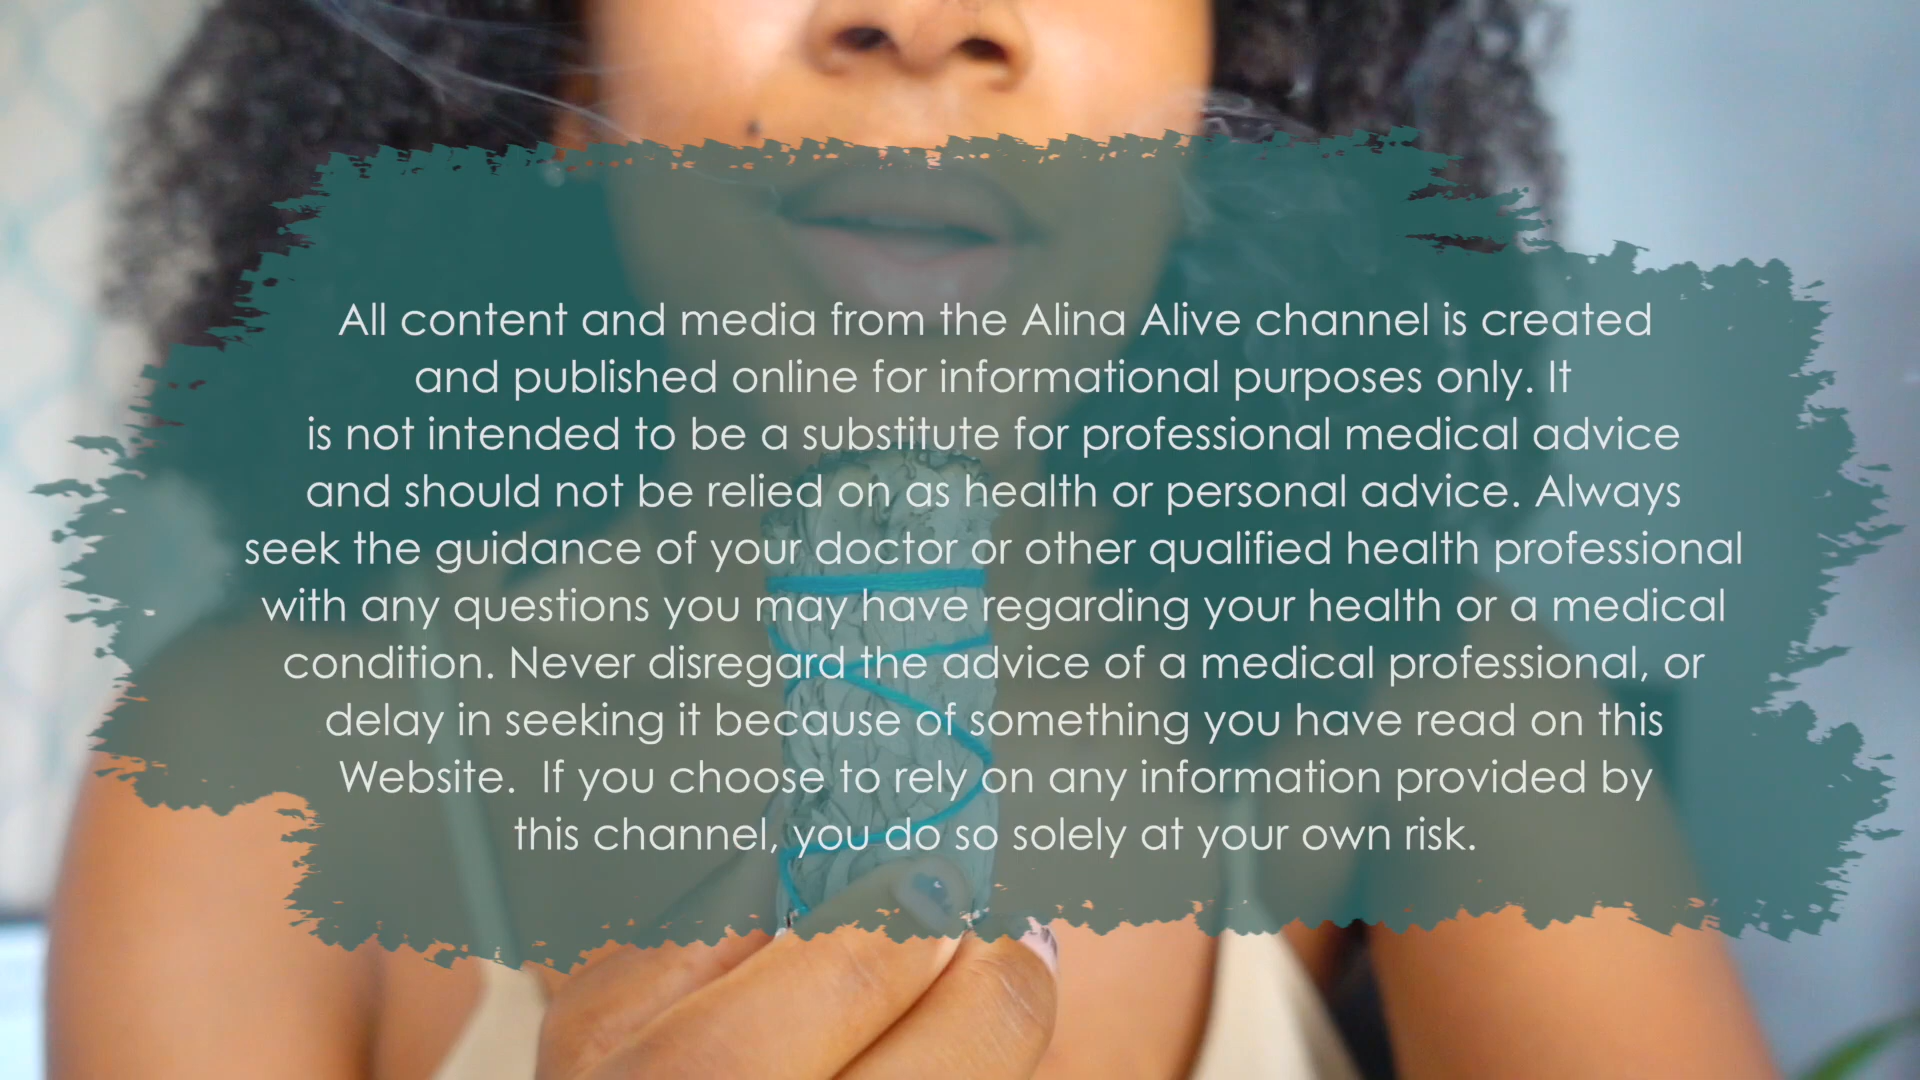 All content and media from the Alina Alive channel is created
and published online for informational purposes only. It
is not intended to be a substitute for professional medical advice
and should not be relied on as health or personal advice. Always
seek the guidance of your doctor or other qualified health professional
with any questions you may have regarding your health or a medical
condition. Never disregard the advice of a medical professional, or
delay in seeking it because of something you have read on this
Website.  If you choose to rely on any information provided by
this channel, you do so solely at your own risk.